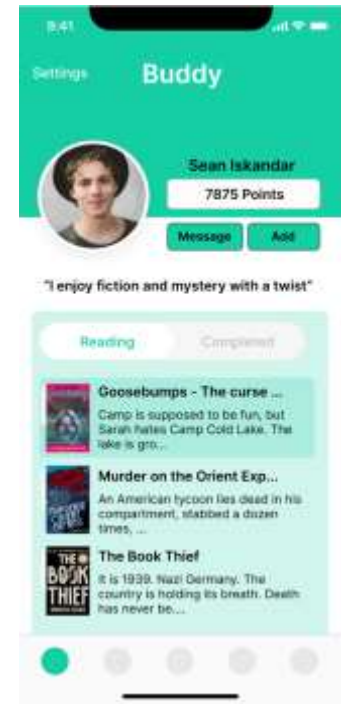 9:41
Settings
Buddy
Sean Iskandar
7875 Points
Message
Add
"I enjoy fiction and mystery with a twist"
Reading
Completed
Goosebumps - The curse ...
Camp is supposed to be fun, but
Sarah hates Camp Cold Lake. The
lake is gro...
Murder on the Orient Exp...
An American tycoon lies dead in his
compartment, stabbed a dozen
times, ...
THE
BOOK
THIEF
The Book Thief
It is 1939. Nazi Germany. The
country is holding its breath. Death
has never be....